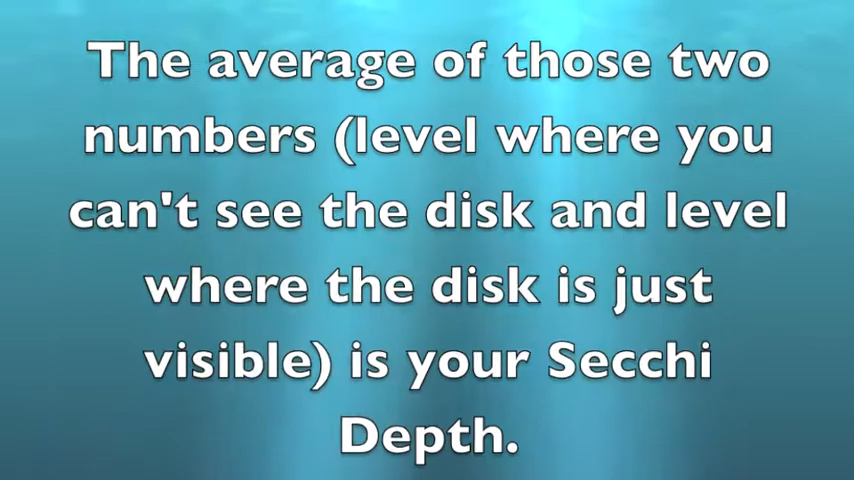 The average of those two
numbers (level where you
can't see the disk and level
where the disk is just
visible) is your Secchi
Depth.